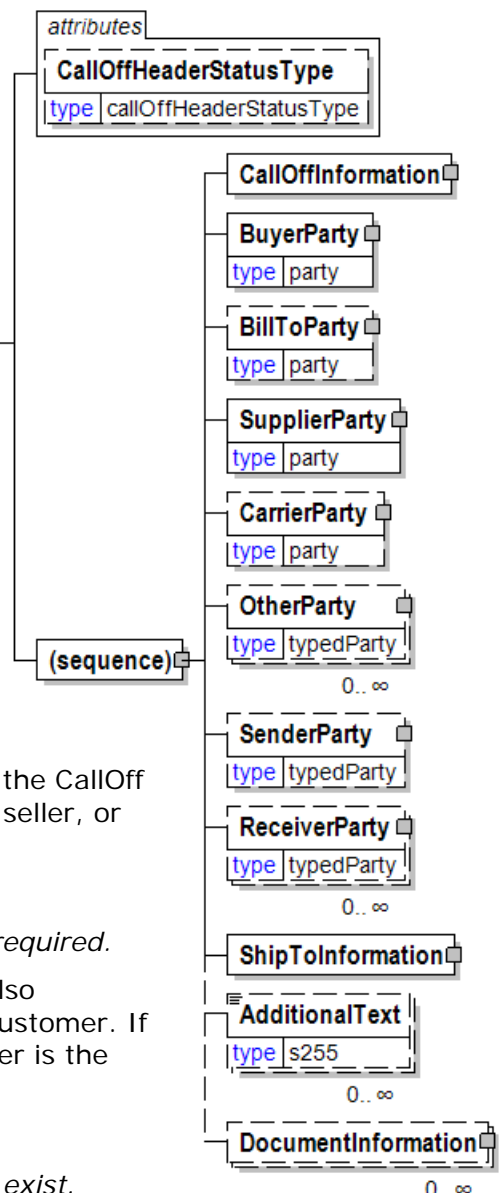 attributes
CallOffHeaderStatusType
type callOffHeaderStatusType
CallOffInformation
BuyerParty
type party
BillToParty
type party
SupplierParty
type party
CarrierParty
type party
OtherParty
type typedParty
(sequence)
0.. ∞
SenderParty
type typedParty
the CallOff
seller, or
ReceiverParty
type typedParty
0.. ∞
required.
ShipToInformation
lso
ustomer. If
er is the
AdditionalText
type s255
0.. ∞
DocumentInformation
exist.
0.. ∞